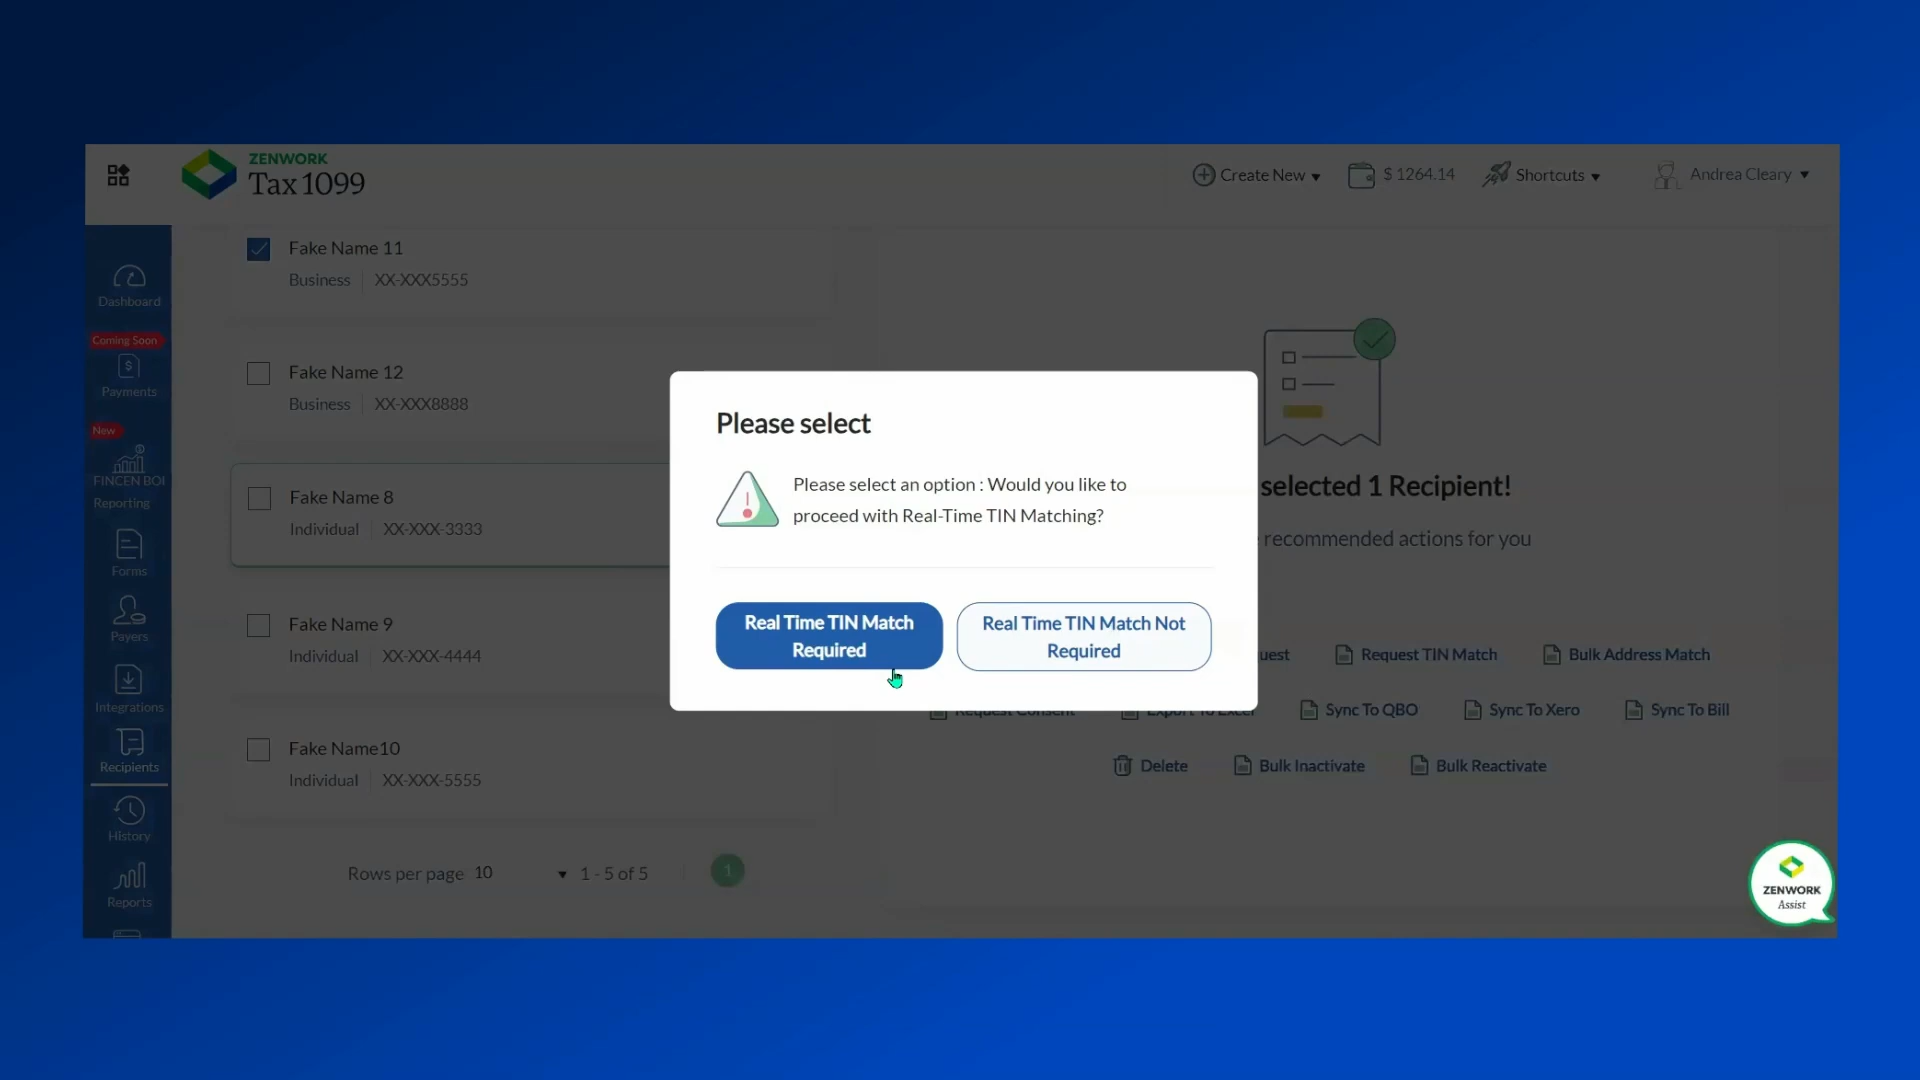 ZENWORK
Tax1099
Create New
$ 1264.14
Shortcuts
Andrea Cleary
Dashboard
Coming Soon
Payments
New
FINCEN BOI
Reporting
Forms
Payers
Integrations
Recipients
History
Reports
Fake Name 11
Business XX-XXX5555
Fake Name 12
Business XX-XXX8888
Fake Name 8
Individual XX-XXX-3333
Fake Name 9
Individual XX-XXX-4444
Fake Name10
Individual XX-XXX-5555
Rows per page 10 1 - 5 of 5 1
Please select
Please select an option : Would you like to
proceed with Real-Time TIN Matching?
Real Time TIN Match
Required
Real Time TIN Match Not
Required
selected 1 Recipient!
recommended actions for you
Request TIN Match
Bulk Address Match
Request Consent
Export To Excel
Sync To QBO
Sync To Xero
Sync To Bill
Delete
Bulk Inactivate
Bulk Reactivate
ZENWORK
Assist